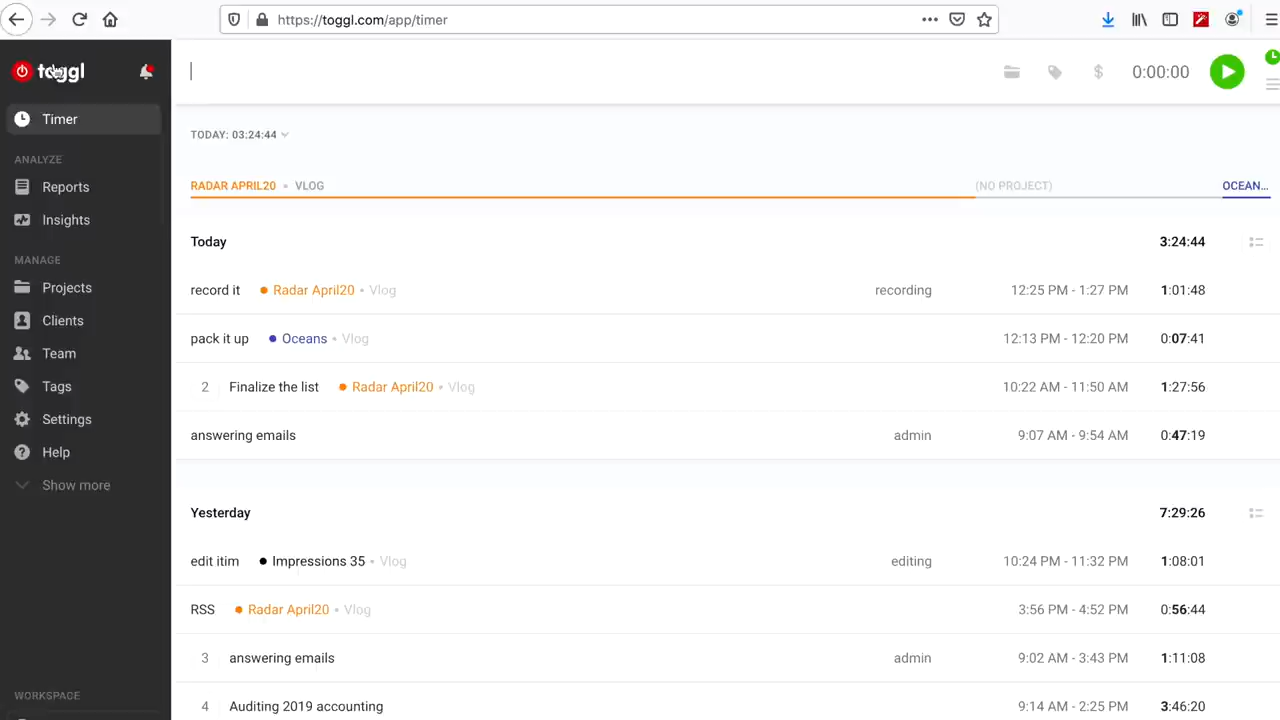 https://toggl.com/app/timer
toggl
0:00:00
Timer
TODAY: 03:24:44
ANALYZE
Reports
RADAR APRIL20 • VLOG (NO PROJECT) OCEAN...
Insights
Today 3:24:44
MANAGE
Projects
record it • Radar April20 • Vlog recording 12:25 PM - 1:27 PM 1:01:48
Clients
pack it up • Oceans • Vlog 12:13 PM - 12:20 PM 0:07:41
Team
Tags
2 Finalize the list • Radar April20 • Vlog 10:22 AM - 11:50 AM 1:27:56
Settings
answering emails admin 9:07 AM - 9:54 AM 0:47:19
Help
Show more
Yesterday 7:29:26
edit itim • Impressions 35 • Vlog editing 10:24 PM - 11:32 PM 1:08:01
RSS • Radar April20 • Vlog 3:56 PM - 4:52 PM 0:56:44
3 answering emails admin 9:02 AM - 3:43 PM 1:11:08
WORKSPACE
4 Auditing 2019 accounting 9:14 AM - 2:25 PM 3:46:20